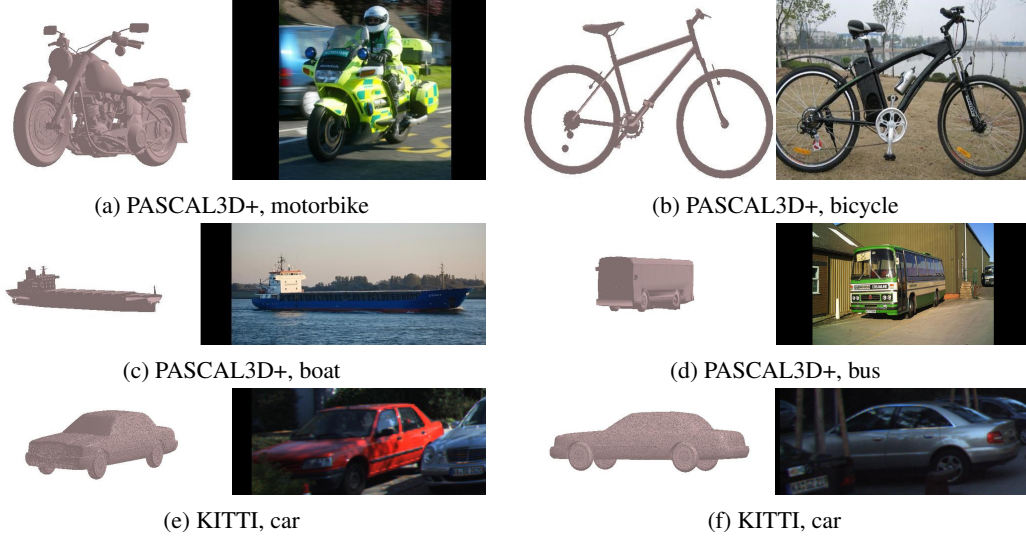 (a) PASCAL3D+, motorbike
(b) PASCAL3D+, bicycle
(c) PASCAL3D+, boat
(d) PASCAL3D+, bus
(e) KITTI, car
(f) KITTI, car